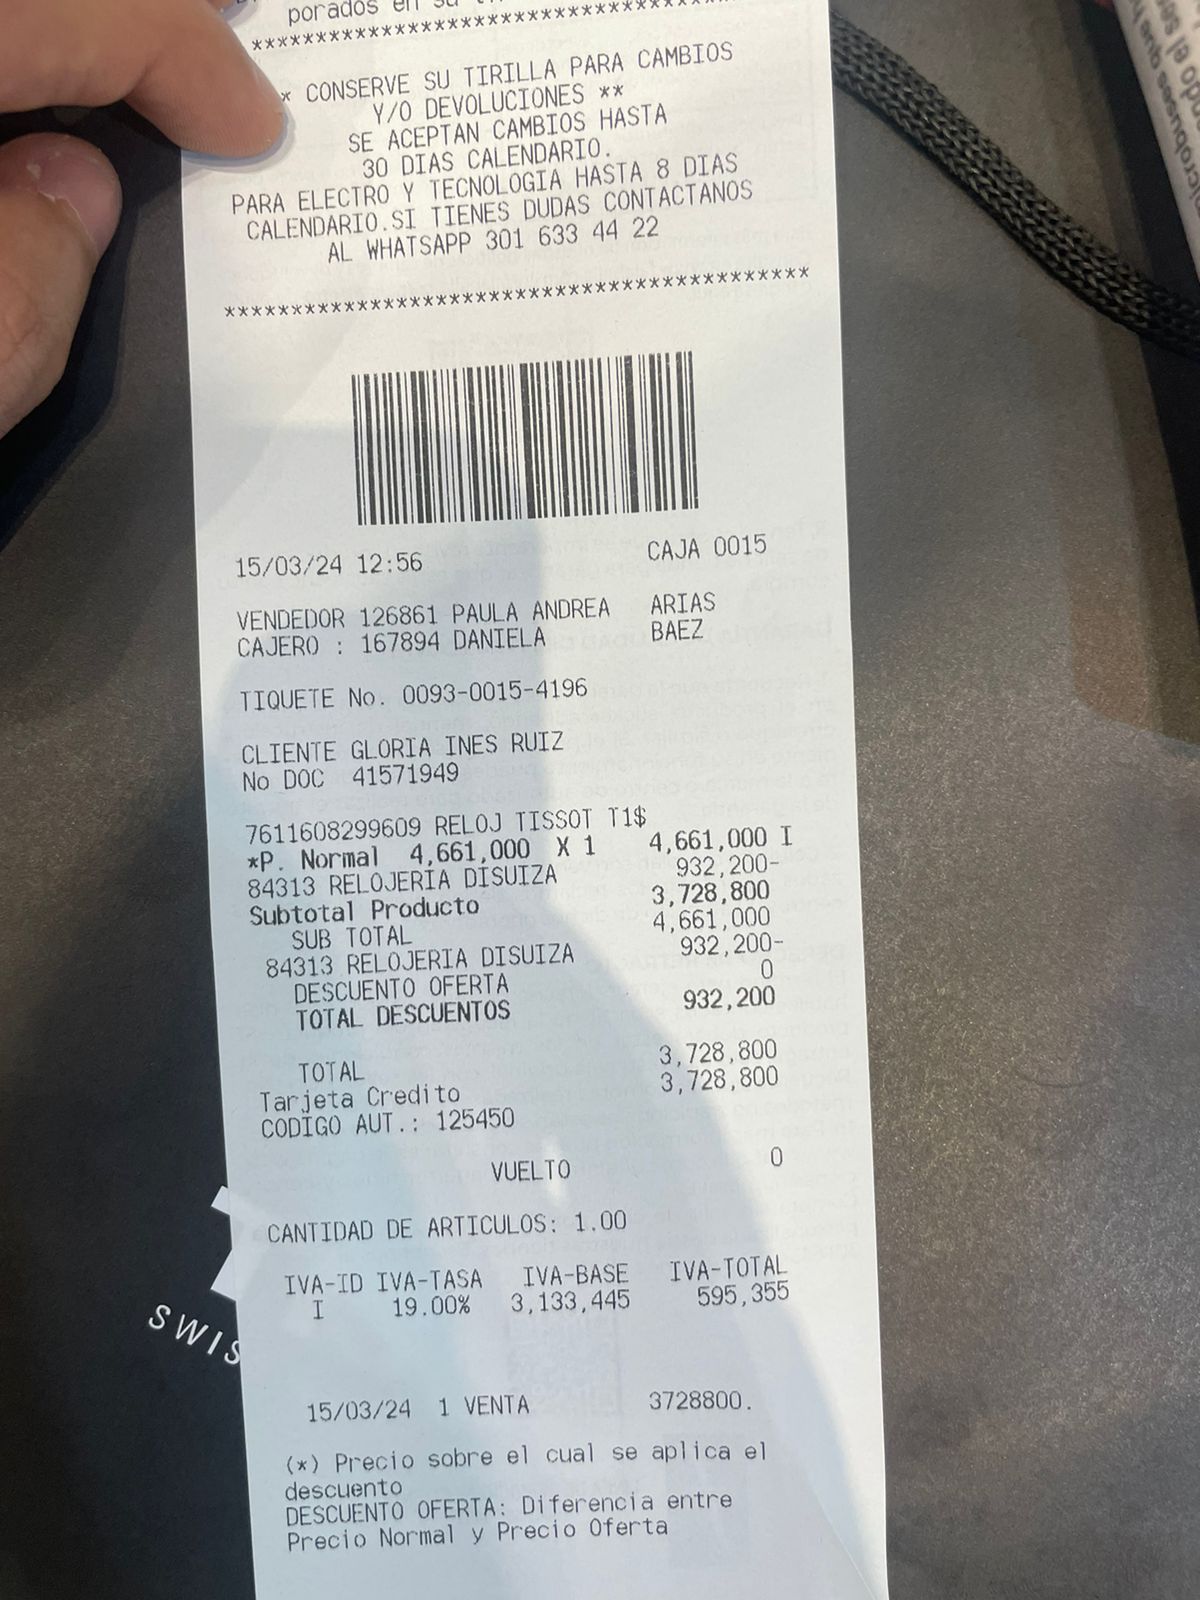 porados en su
******************************************
* CONSERVE SU TIRILLA PARA CAMBIOS
Y/O DEVOLUCIONES **
SE ACEPTAN CAMBIOS HASTA
30 DIAS CALENDARIO.
PARA ELECTRO Y TECNOLOGIA HASTA 8 DIAS
CALENDARIO.SI TIENES DUDAS CONTACTANOS
AL WHATSAPP 301 633 44 22
******************************************
15/03/24 12:56 CAJA 0015
VENDEDOR 126861 PAULA ANDREA ARIAS
CAJERO : 167894 DANIELA BAEZ
TIQUETE No. 0093-0015-4196
CLIENTE GLORIA INES RUIZ
No DOC 41571949
7611608299609 RELOJ TISSOT T1$
*P. Normal 4,661,000 X 1 4,661,000 I
84313 RELOJERIA DISUIZA 932,200-
Subtotal Producto 3,728,800
SUB TOTAL 4,661,000
84313 RELOJERIA DISUIZA 932,200-
DESCUENTO OFERTA 0
TOTAL DESCUENTOS 932,200
TOTAL 3,728,800
Tarjeta Credito 3,728,800
CODIGO AUT.: 125450
VUELTO 0
CANTIDAD DE ARTICULOS: 1.00
IVA-ID IVA-TASA IVA-BASE IVA-TOTAL
I 19.00% 3,133,445 595,355
15/03/24 1 VENTA 3728800.
(*) Precio sobre el cual se aplica el
descuento
DESCUENTO OFERTA: Diferencia entre
Precio Normal y Precio Oferta
SWIS